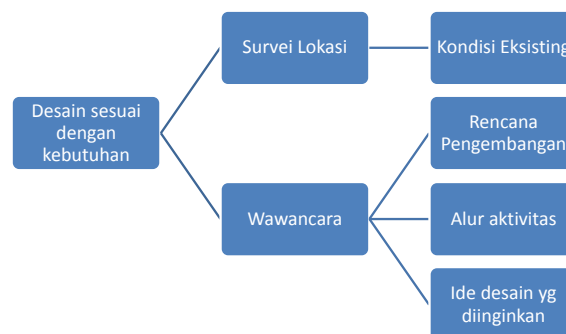 Survei Lokasi
Kondisi Eksisting
Desain sesuai
dengan
kebutuhan
Rencana
Pengembangan
Wawancara
Alur aktivitas
Ide desain yg
diinginkan